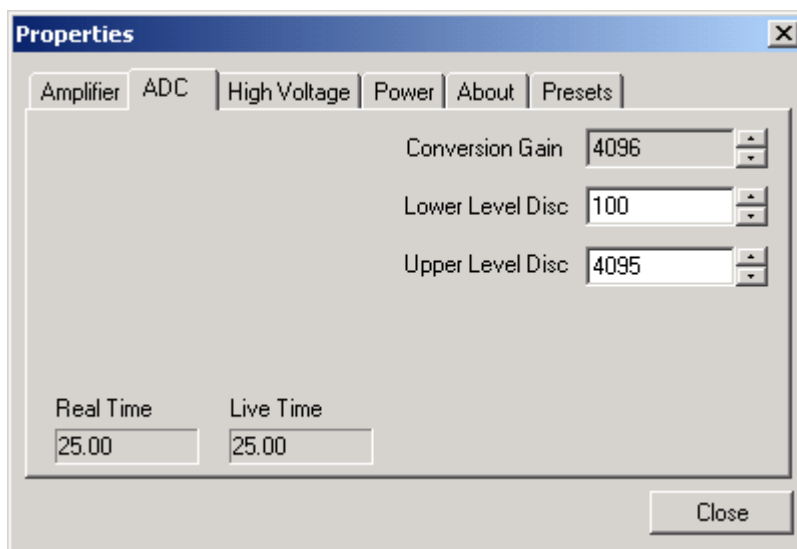 Properties
Amplifier ADC High Voltage Power About Presets
Conversion Gain 4096
Lower Level Disc 100
Upper Level Disc 4095
Real Time Live Time
25.00 25.00
Close